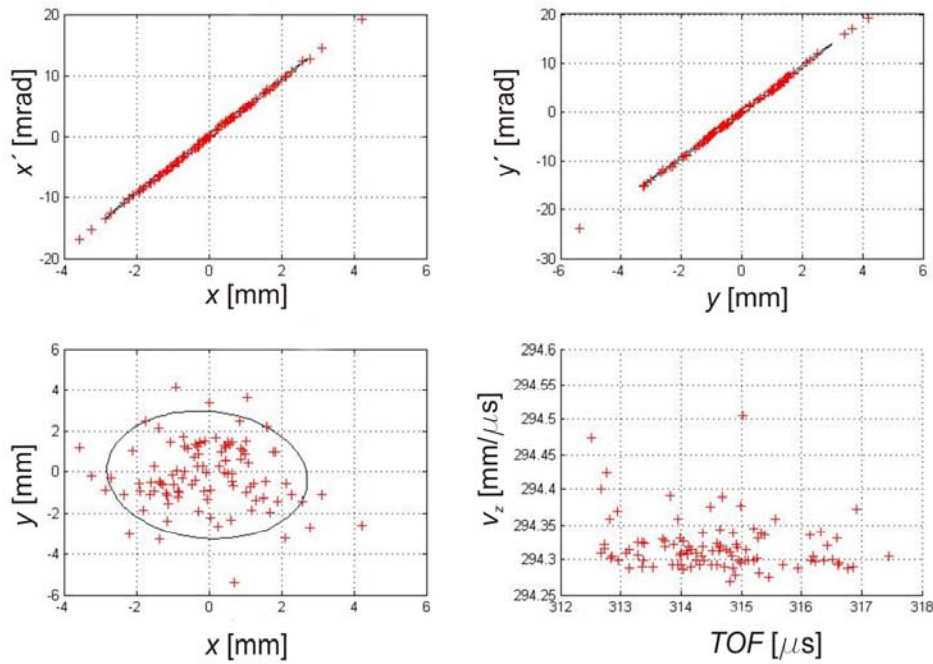 20
10
0
-10
-20
-4 -2 0 2 4 6
x´ [mrad]
x [mm]
20
10
0
-10
-20
-30
-6 -4 -2 0 2 4 6
y´ [mrad]
y [mm]
6
4
2
0
-2
-4
-6
-4 -2 0 2 4 6
y [mm]
x [mm]
294.6
294.55
294.5
294.45
294.4
294.35
294.3
294.25
312 313 314 315 316 317 318
v_z [mm/μs]
TOF [μs]